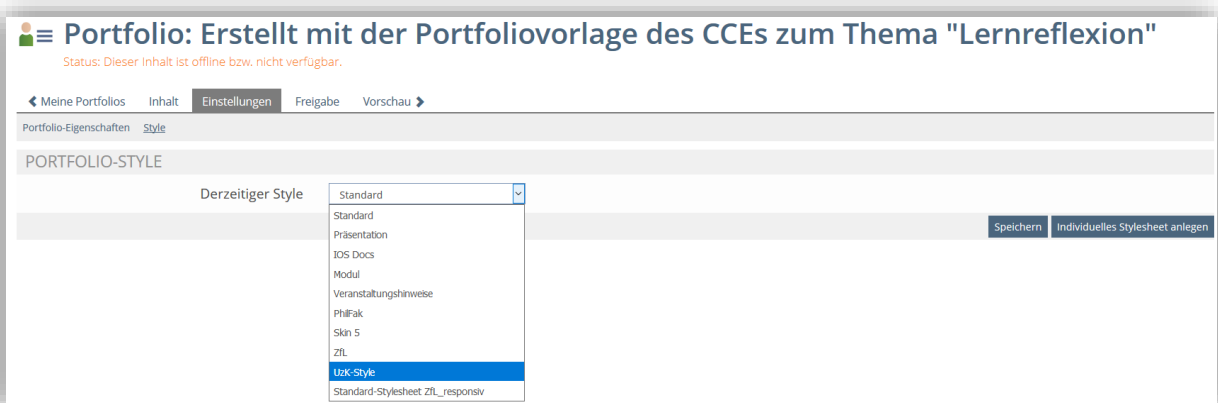 Portfolio: Erstellt mit der Portfoliovorlage des CCEs zum Thema "Lernreflexion"
Status: Dieser Inhalt ist offline bzw. nicht verfügbar.
Meine Portfolios Inhalt Einstellungen Freigabe Vorschau
Portfolio-Eigenschaften Style
PORTFOLIO-STYLE
Derzeitiger Style Standard
Standard
Speichern Individuelles Stylesheet anlegen
Präsentation
IOS Docs
Modul
Veranstaltungshinweise
PhilFak
Skin 5
ZfL
UzK-Style
Standard-Stylesheet ZfL_responsiv